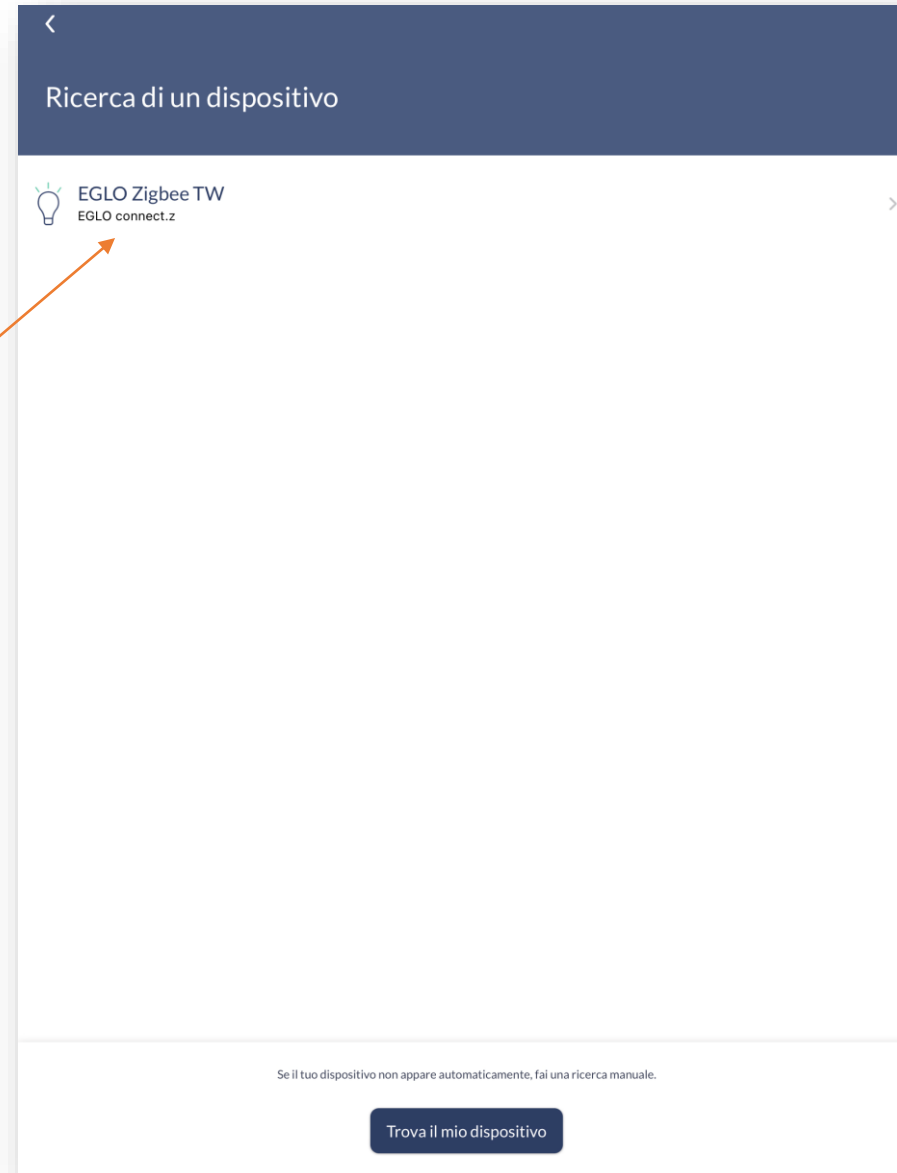 Ricerca di un dispositivo
EGLO Zigbee TW
EGLO connect.z
Se il tuo dispositivo non appare automaticamente, fai una ricerca manuale.
Trova il mio dispositivo